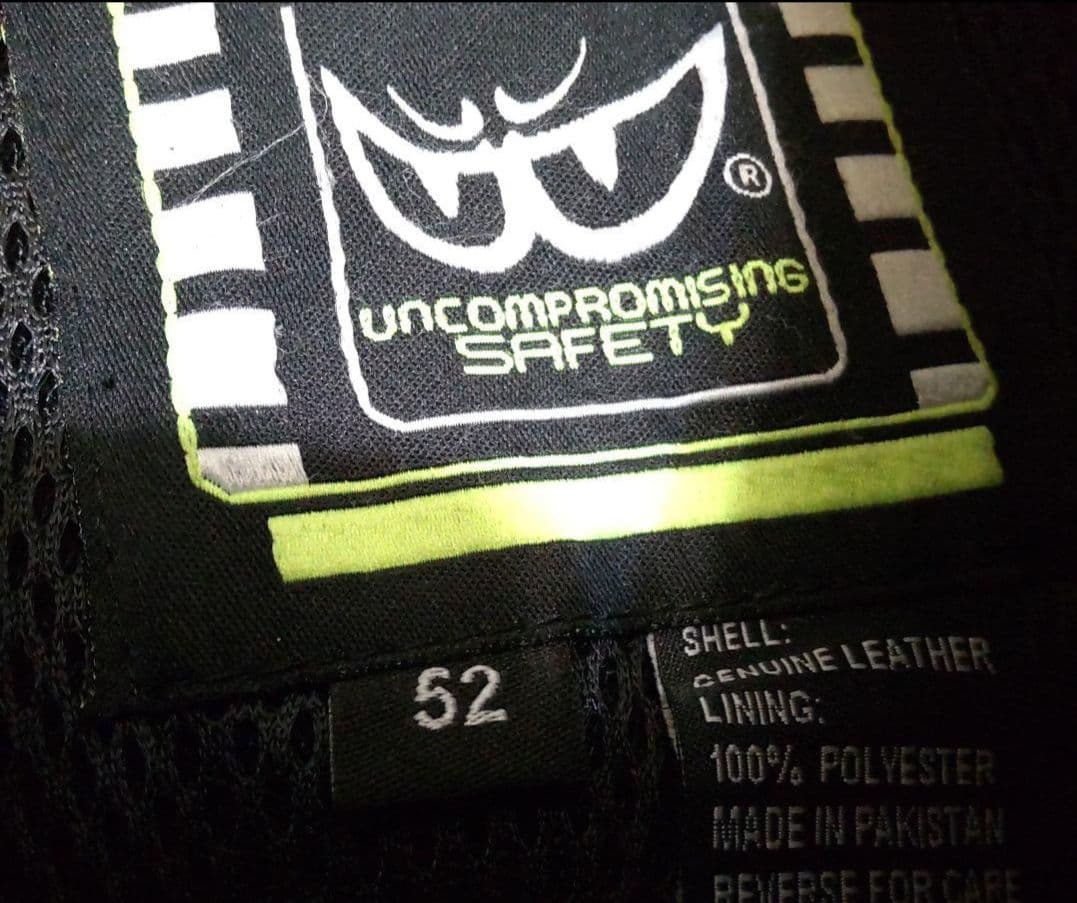 ®
UNCOMPROMISING
SAFETY
52
SHELL:
GENUINE LEATHER
LINING:
100% POLYESTER
MADE IN PAKISTAN
REVERSE FOR CARE